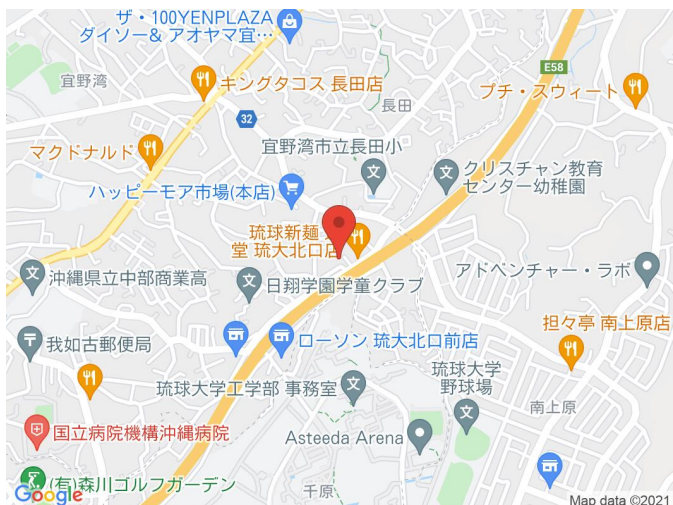 ザ・100YENPLAZA
ダイソー& アオヤマ宜…
宜野湾
E58
キングタコス 長田店
長田
プチ・スウィート
32
マクドナルド
宜野湾市立長田小
クリスチャン教育
センター幼稚園
ハッピーモア市場(本店)
琉球新麺
堂 琉大北口店
アドベンチャー・ラボ
沖縄県立中部商業高
日翔学園学童クラブ
我如古郵便局
ローソン 琉大北口前店
担々亭 南上原店
琉球大学工学部 事務室
琉球大学
野球場
南上原
国立病院機構沖縄病院
Asteeda Arena
(有)森川ゴルフガーデン
Google
千原
Map data ©2021